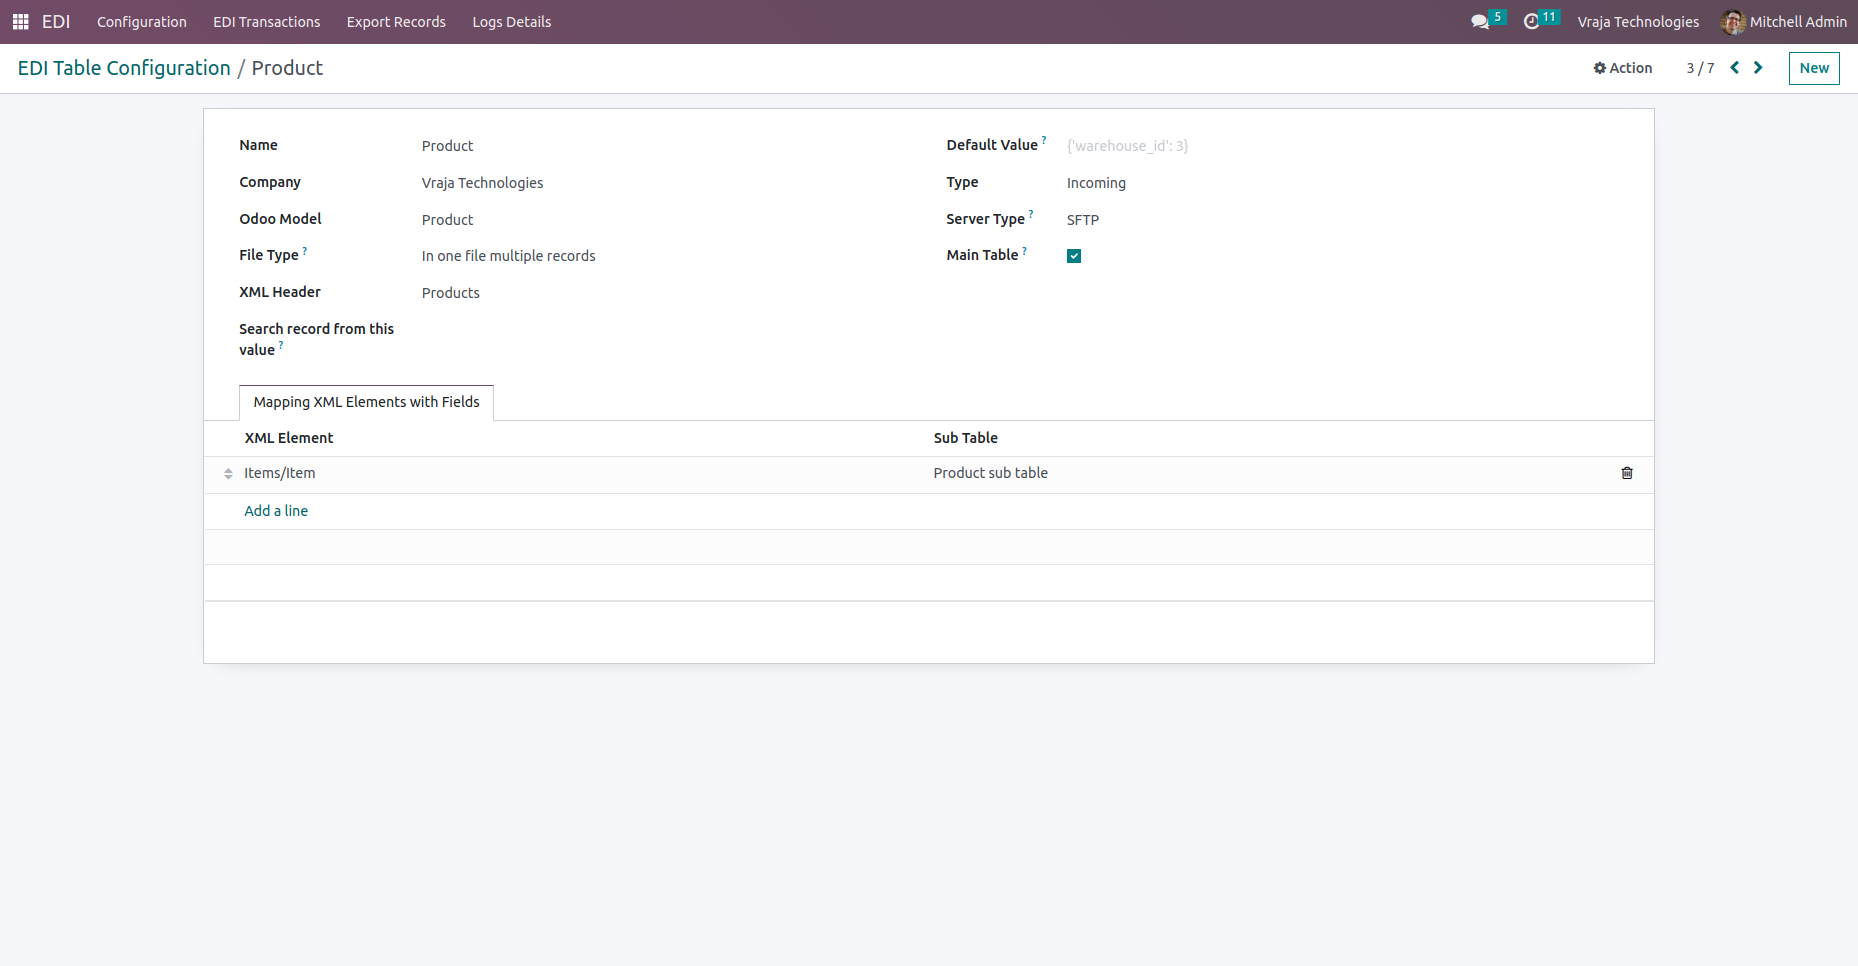 EDI Configuration EDI Transactions Export Records Logs Details 5 11 Vraja Technologies Mitchell Admin
EDI Table Configuration / Product Action 3 / 7 New
Name Product Default Value ? {'warehouse_id': 3}
Company Vraja Technologies Type Incoming
Odoo Model Product Server Type ? SFTP
File Type ? In one file multiple records Main Table ?
XML Header Products
Search record from this
value ?
Mapping XML Elements with Fields
XML Element Sub Table
Items/Item Product sub table
Add a line